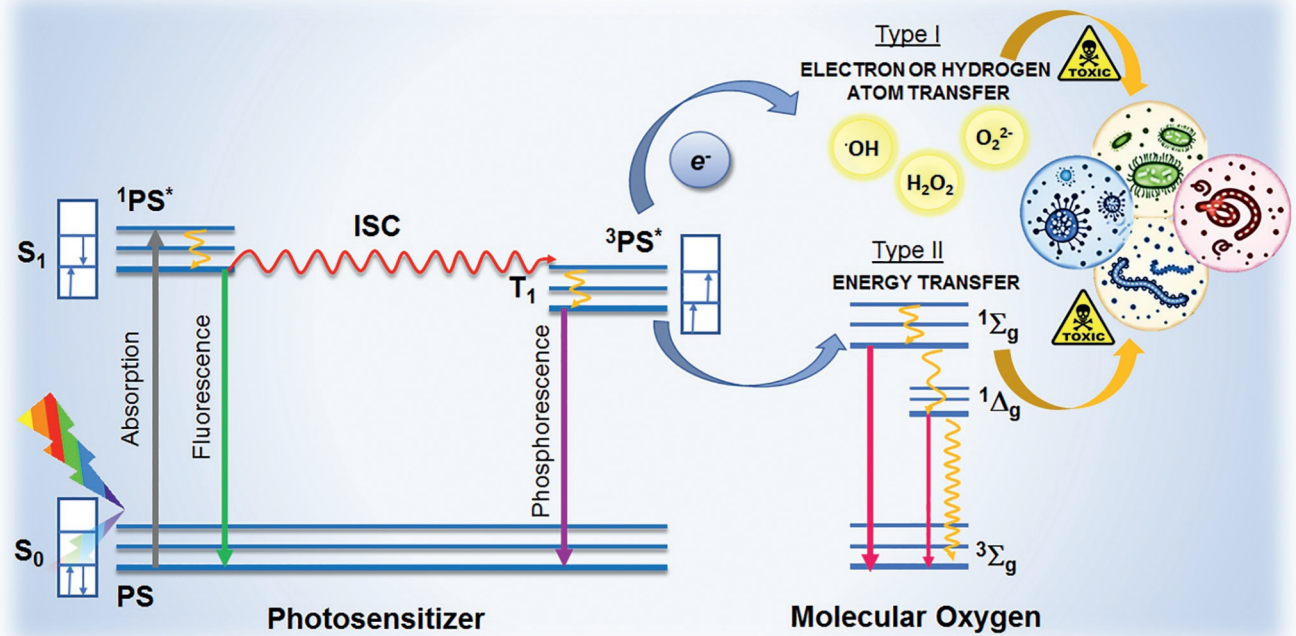 Type I
ELECTRON OR HYDROGEN
ATOM TRANSFER
TOXIC
·OH
H₂O₂
O₂²⁻
e⁻
¹PS*
S₁
ISC
³PS*
T₁
Type II
ENERGY TRANSFER
TOXIC
¹Σg
¹Δg
³Σg
Absorption
Fluorescence
Phosphorescence
S₀
PS
Photosensitizer
Molecular Oxygen